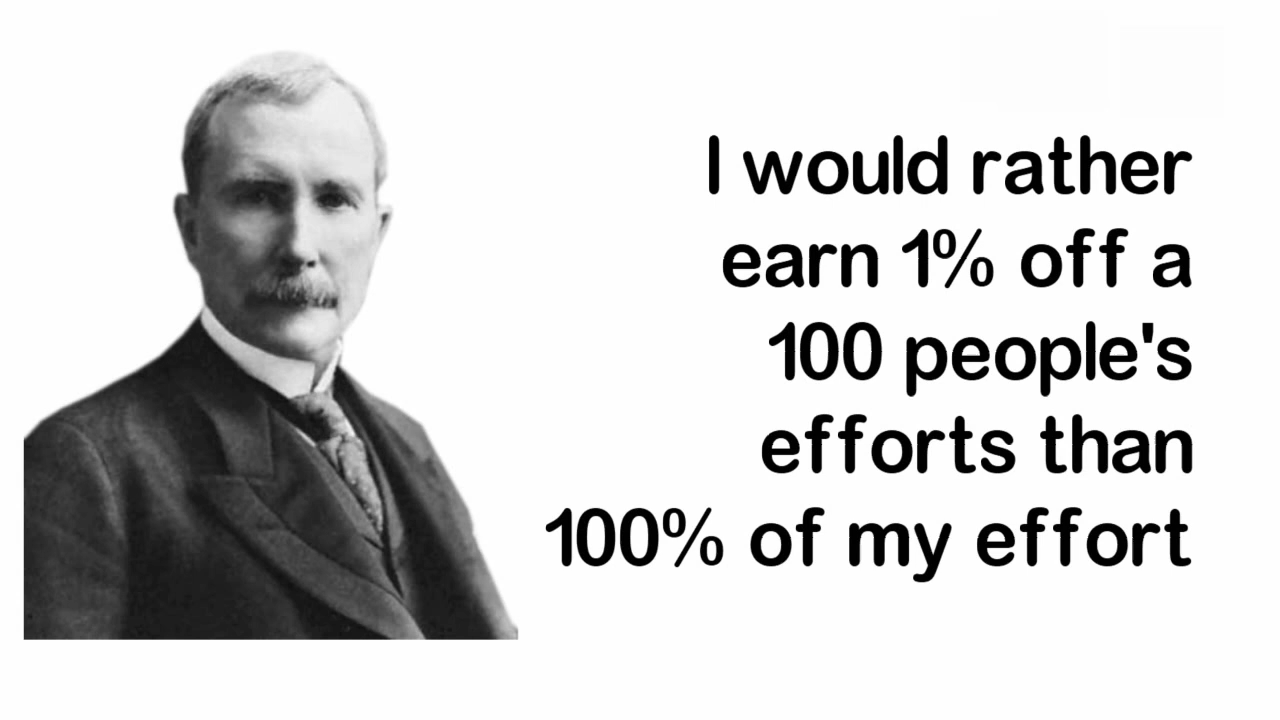 I would rather
earn 1% off a
100 people's
efforts than
100% of my effort